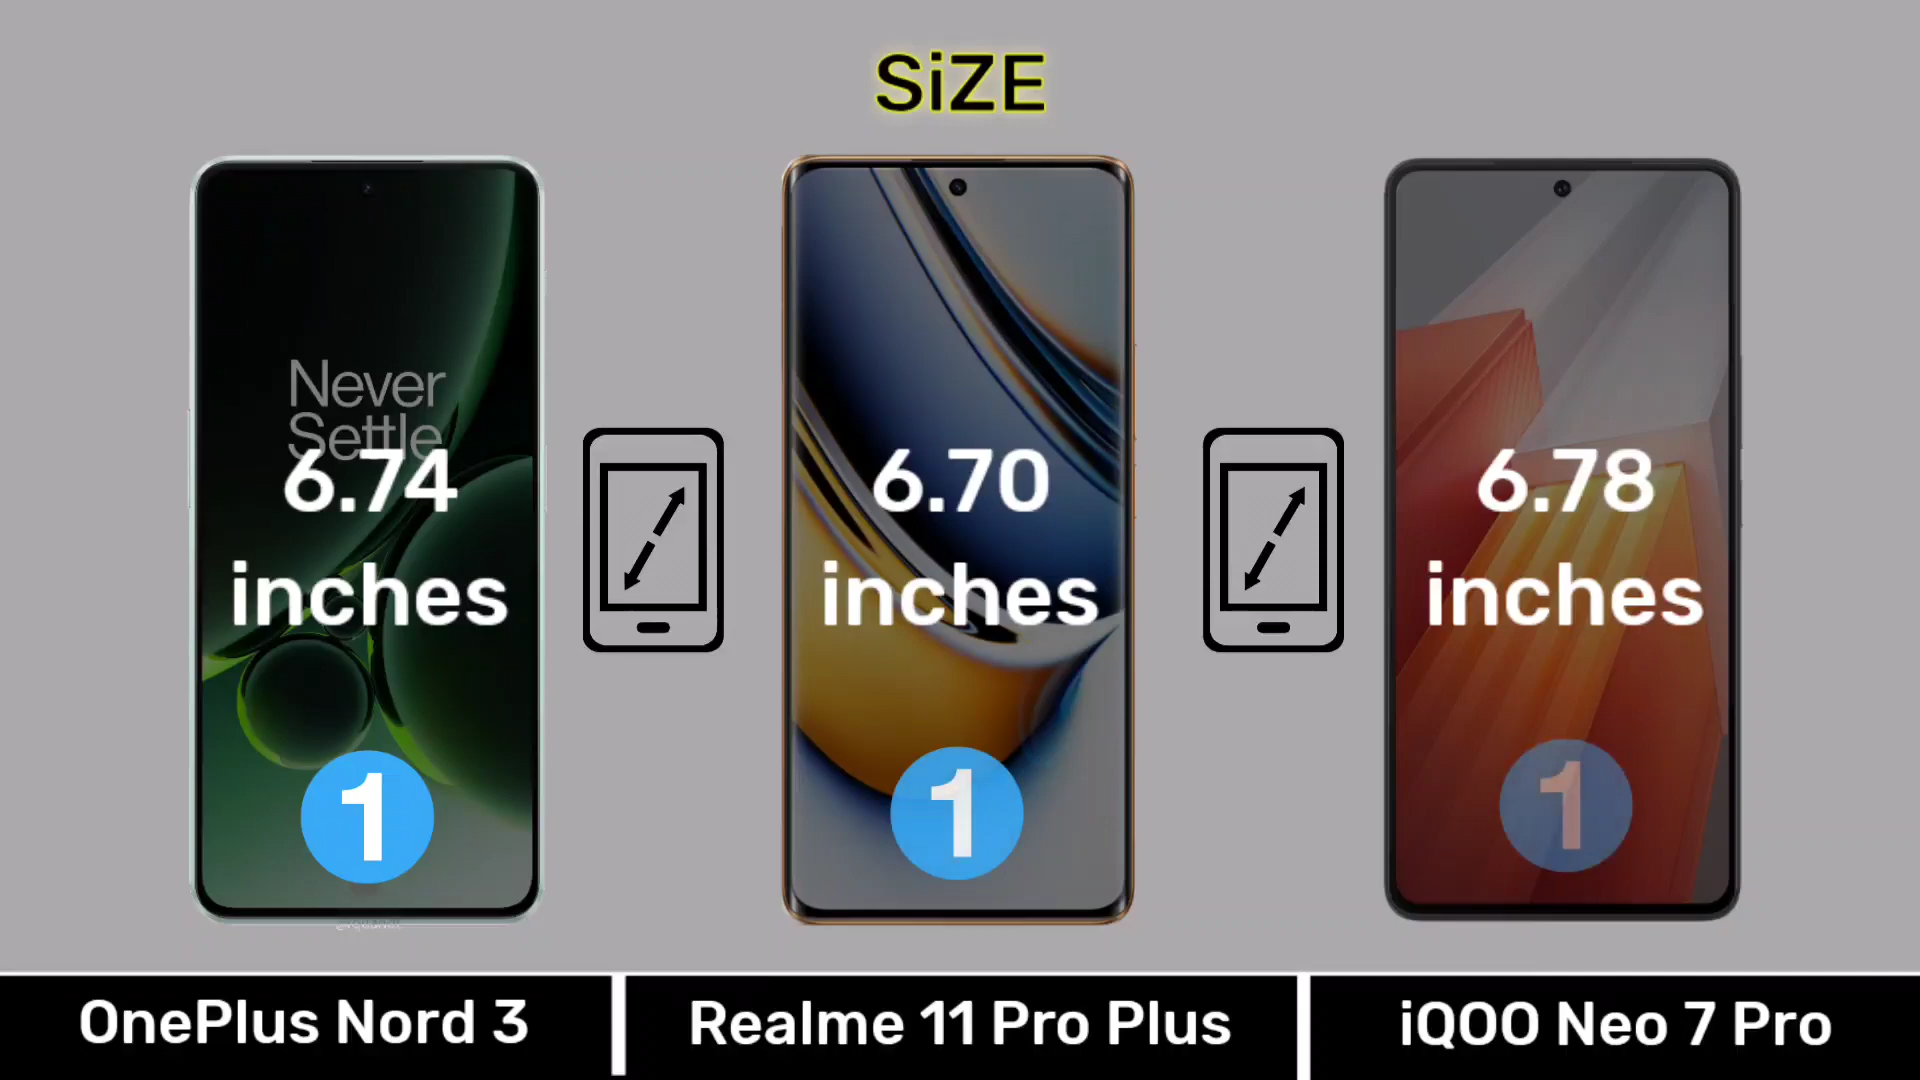 SiZE
Never
Settle
6.74
inches
1
6.70
inches
1
6.78
inches
1
OnePlus Nord 3
Realme 11 Pro Plus
iQOO Neo 7 Pro